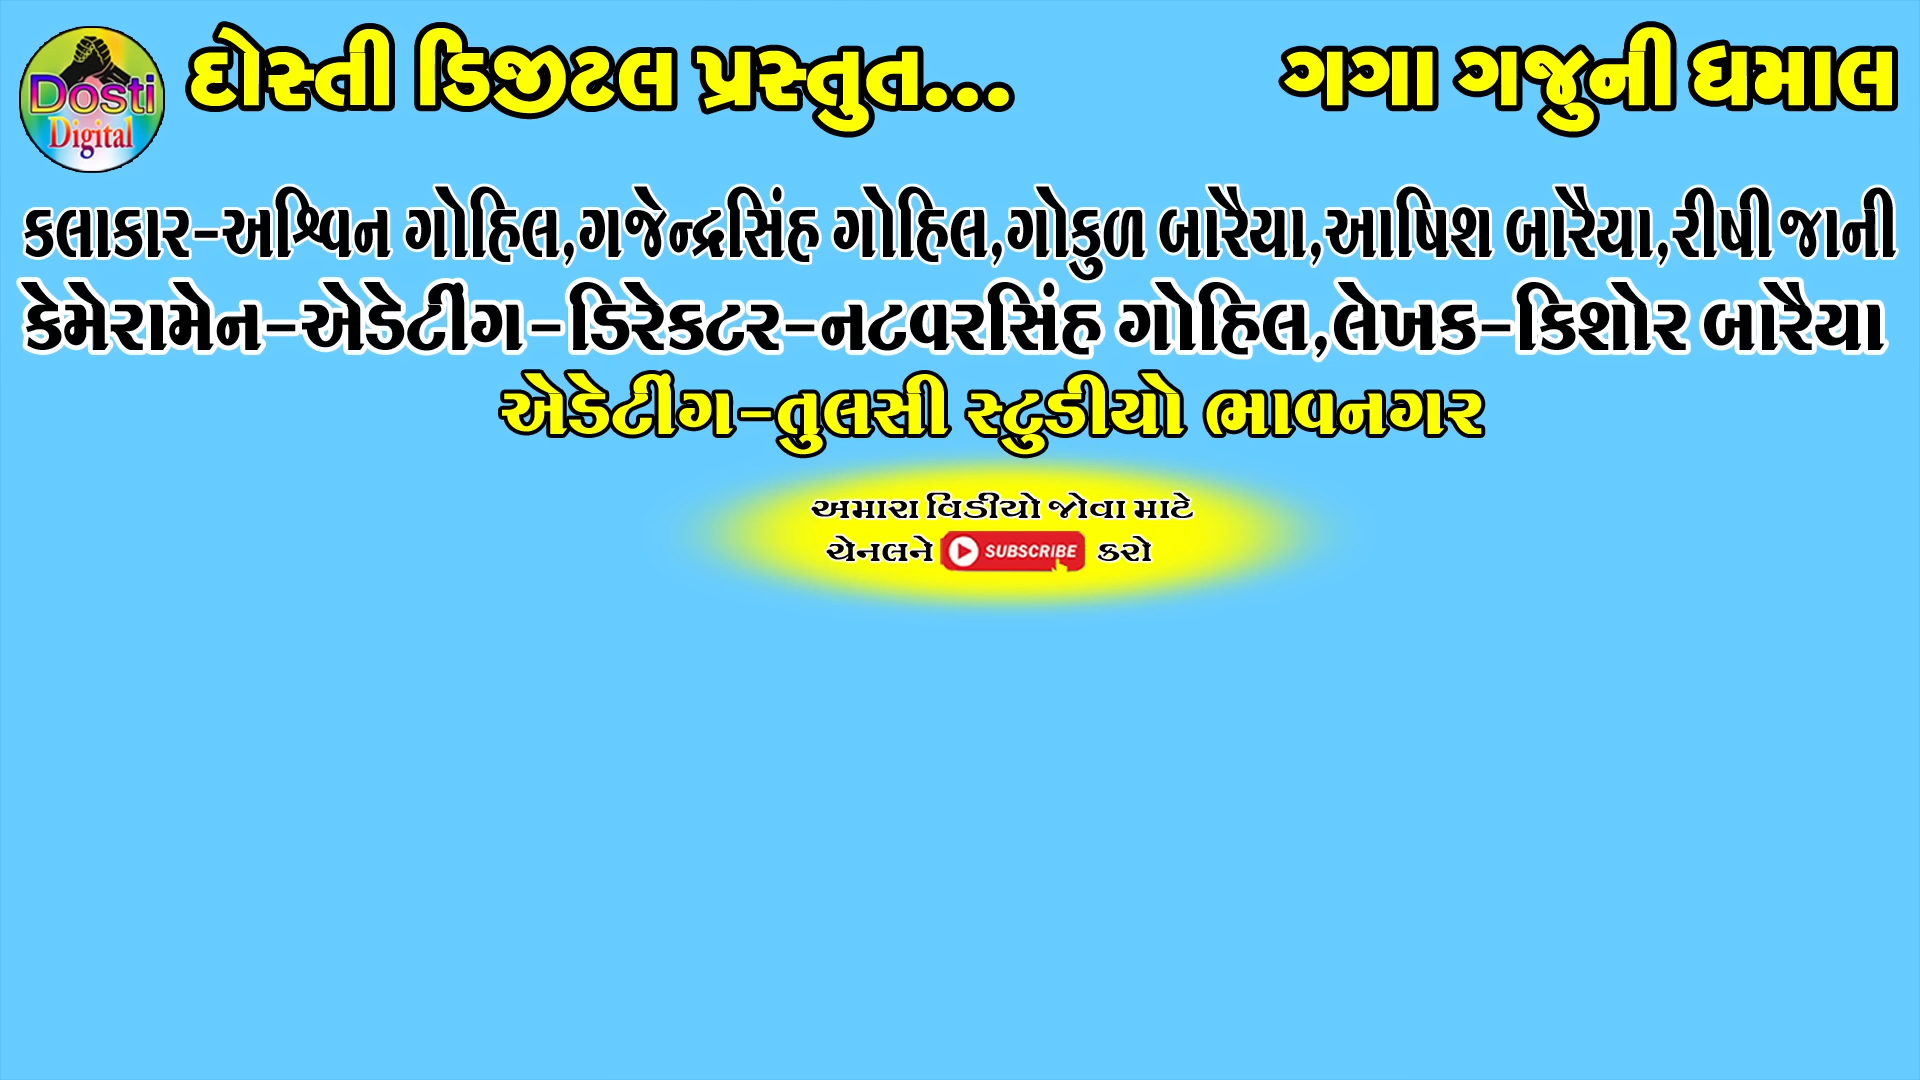 Dosti
Digital
દોસ્તી ડિજીટલ પ્રસ્તુત...
ગગા ગજુની ધમાલ
કલાકાર-અશ્વિન ગોહિલ,ગજેન્દ્રસિંહ ગોહિલ,ગોકુળ બારૈયા,આષિશ બારૈયા,રીષી જાની
કેમેરામેન-એડેટીંગ-ડિરેકટર-નટવરસિંહ ગોહિલ,લેખક-કિશોર બારૈયા
એડેટીંગ-તુલસી સ્ટુડીયો ભાવનગર
અમારા વિડીયો જોવા માટે
ચેનલને SUBSCRIBE કરો